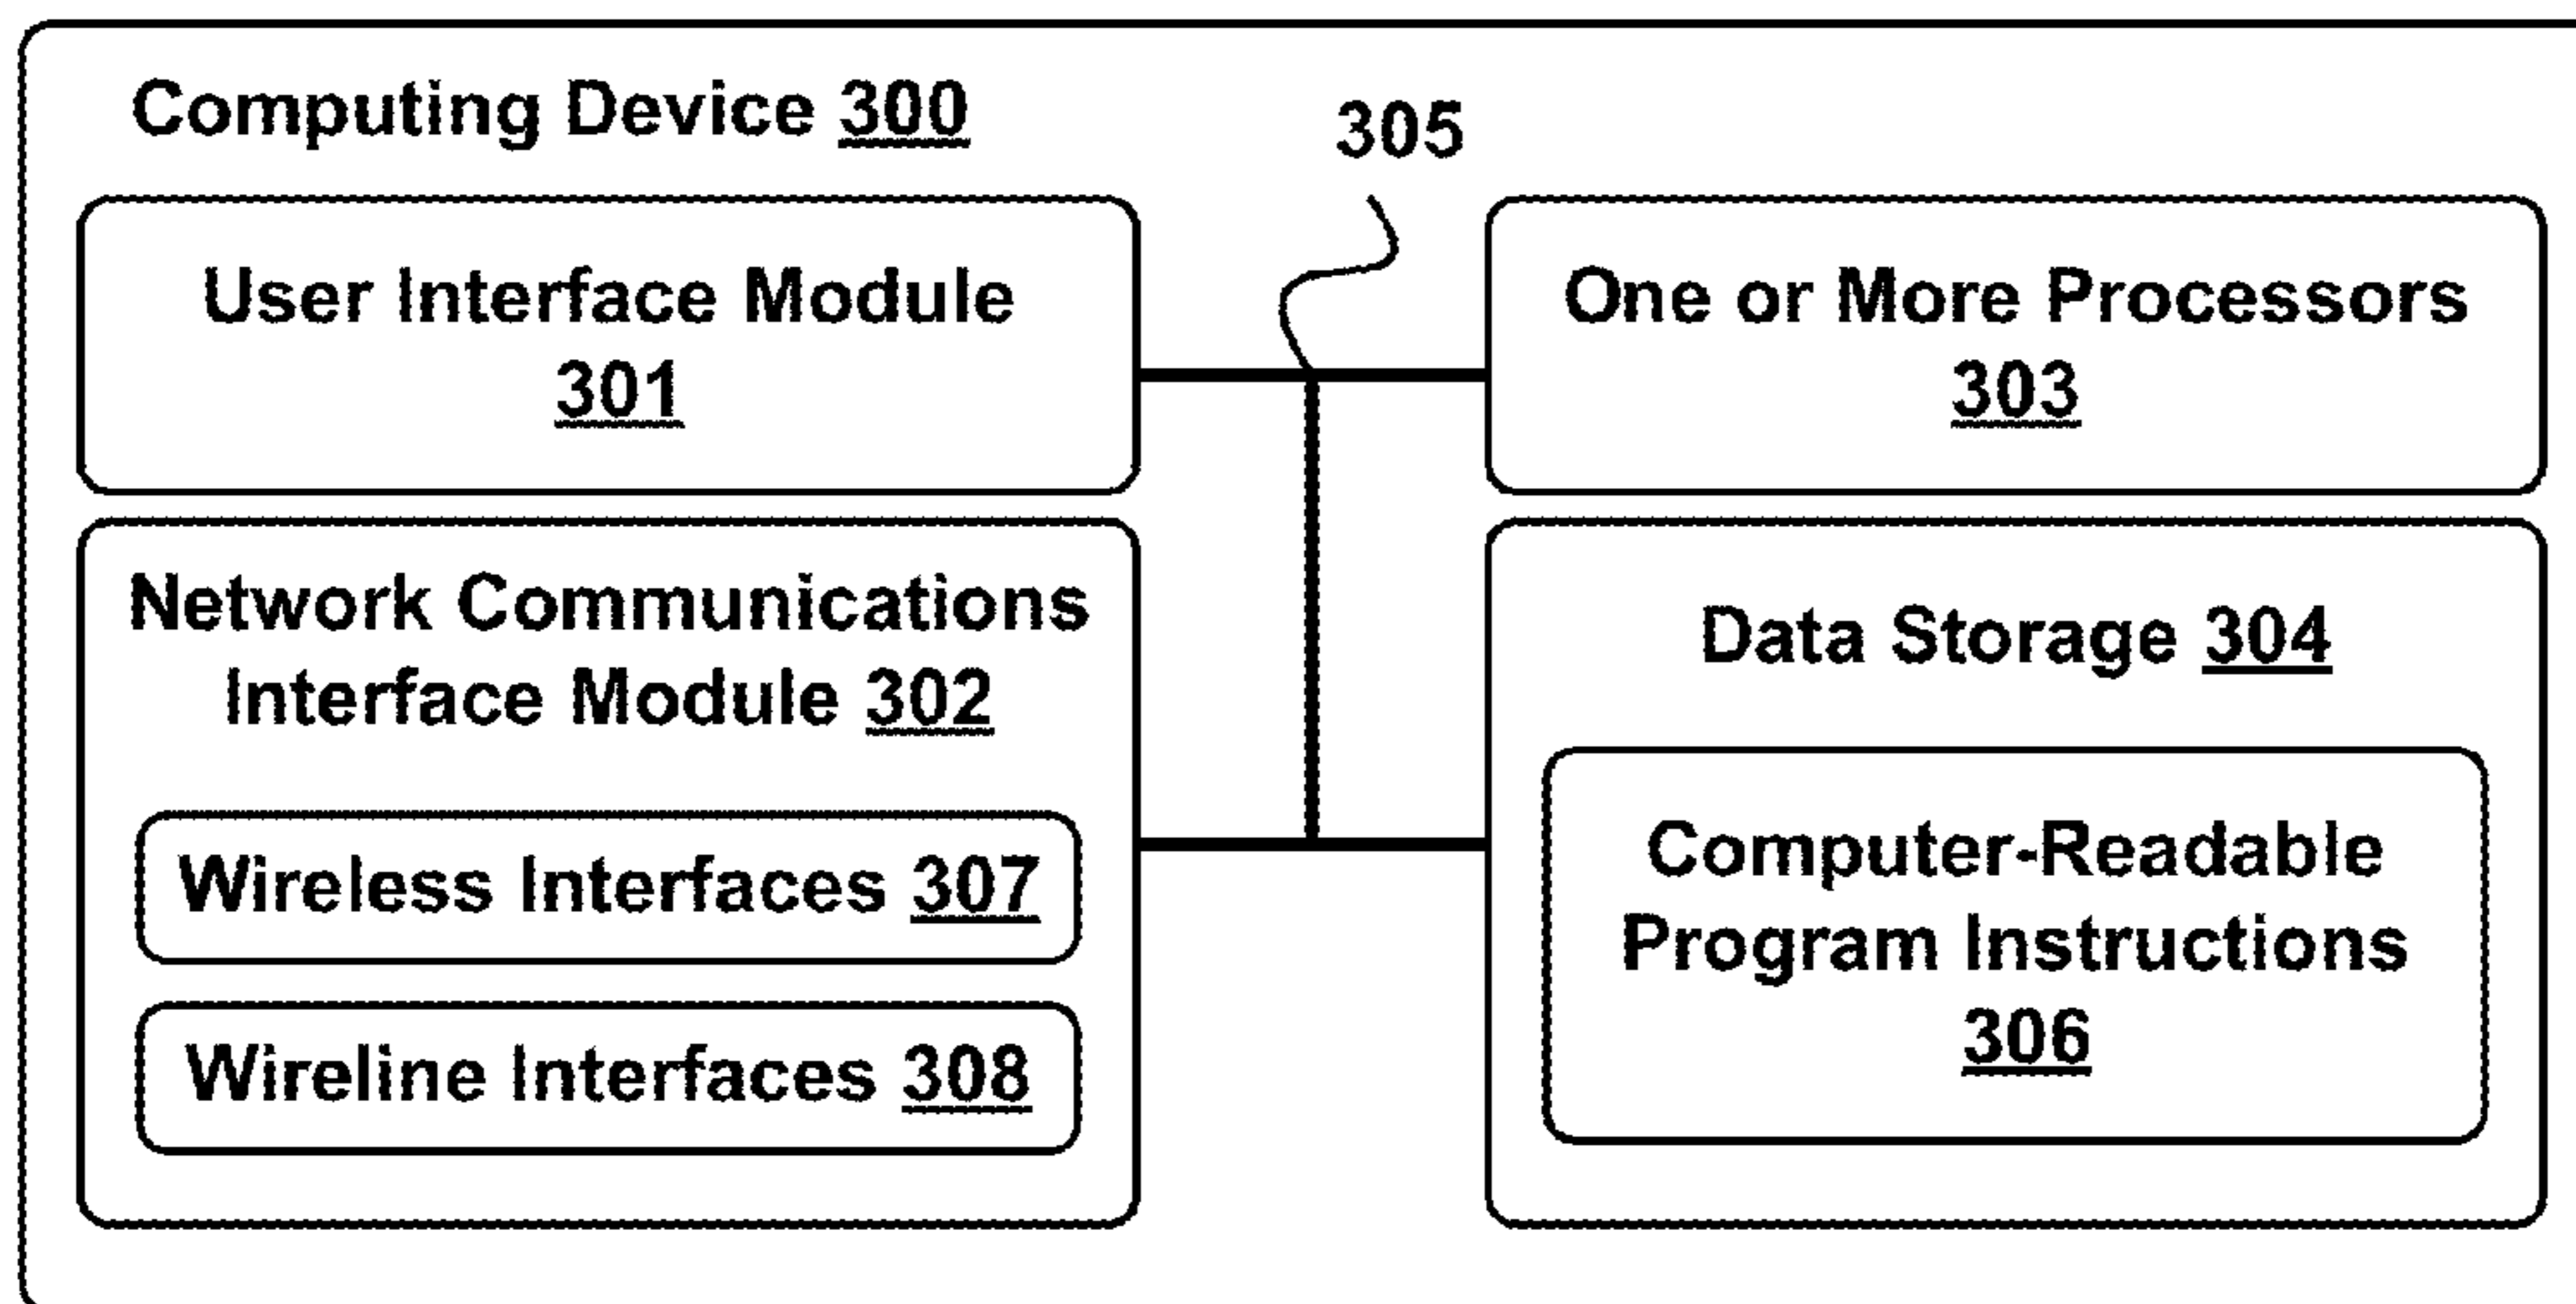 Computing Device 300
305
User Interface Module
301
One or More Processors
303
Network Communications
Interface Module 302
Wireless Interfaces 307
Wireline Interfaces 308
Data Storage 304
Computer-Readable
Program Instructions
306